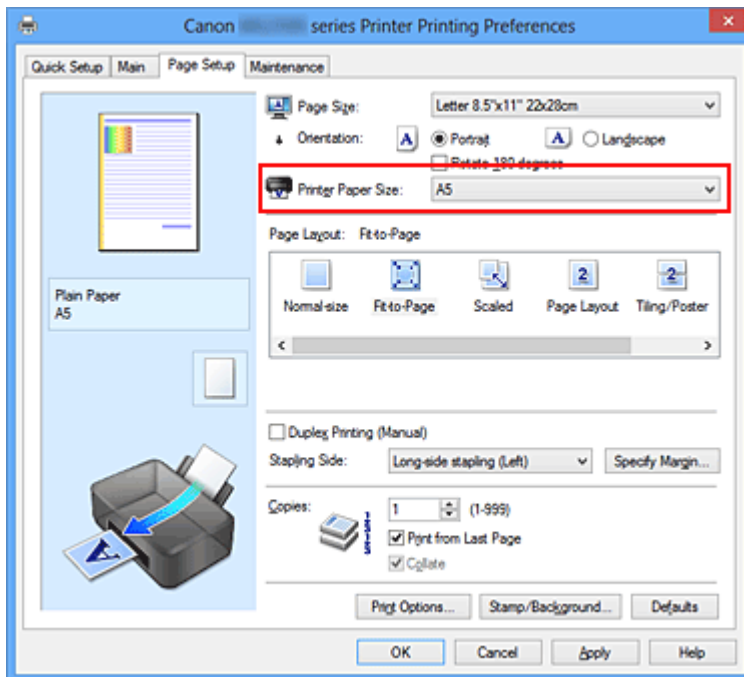 Canon series Printer Printing Preferences
Quick Setup Main Page Setup Maintenance
Page Size: Letter 8.5"x11" 22x28cm
Orientation: A Portrait A Landscape
Rotate 180 degrees
Printer Paper Size: A5
Page Layout: Fit-to-Page
Normal-size Fit-to-Page Scaled Page Layout Tiling/Poster
Plain Paper
A5
Duplex Printing (Manual)
Stapling Side: Long-side stapling (Left) Specify Margin...
Copies: 1 (1-999)
Print from Last Page
Collate
Print Options... Stamp/Background... Defaults
OK Cancel Apply Help